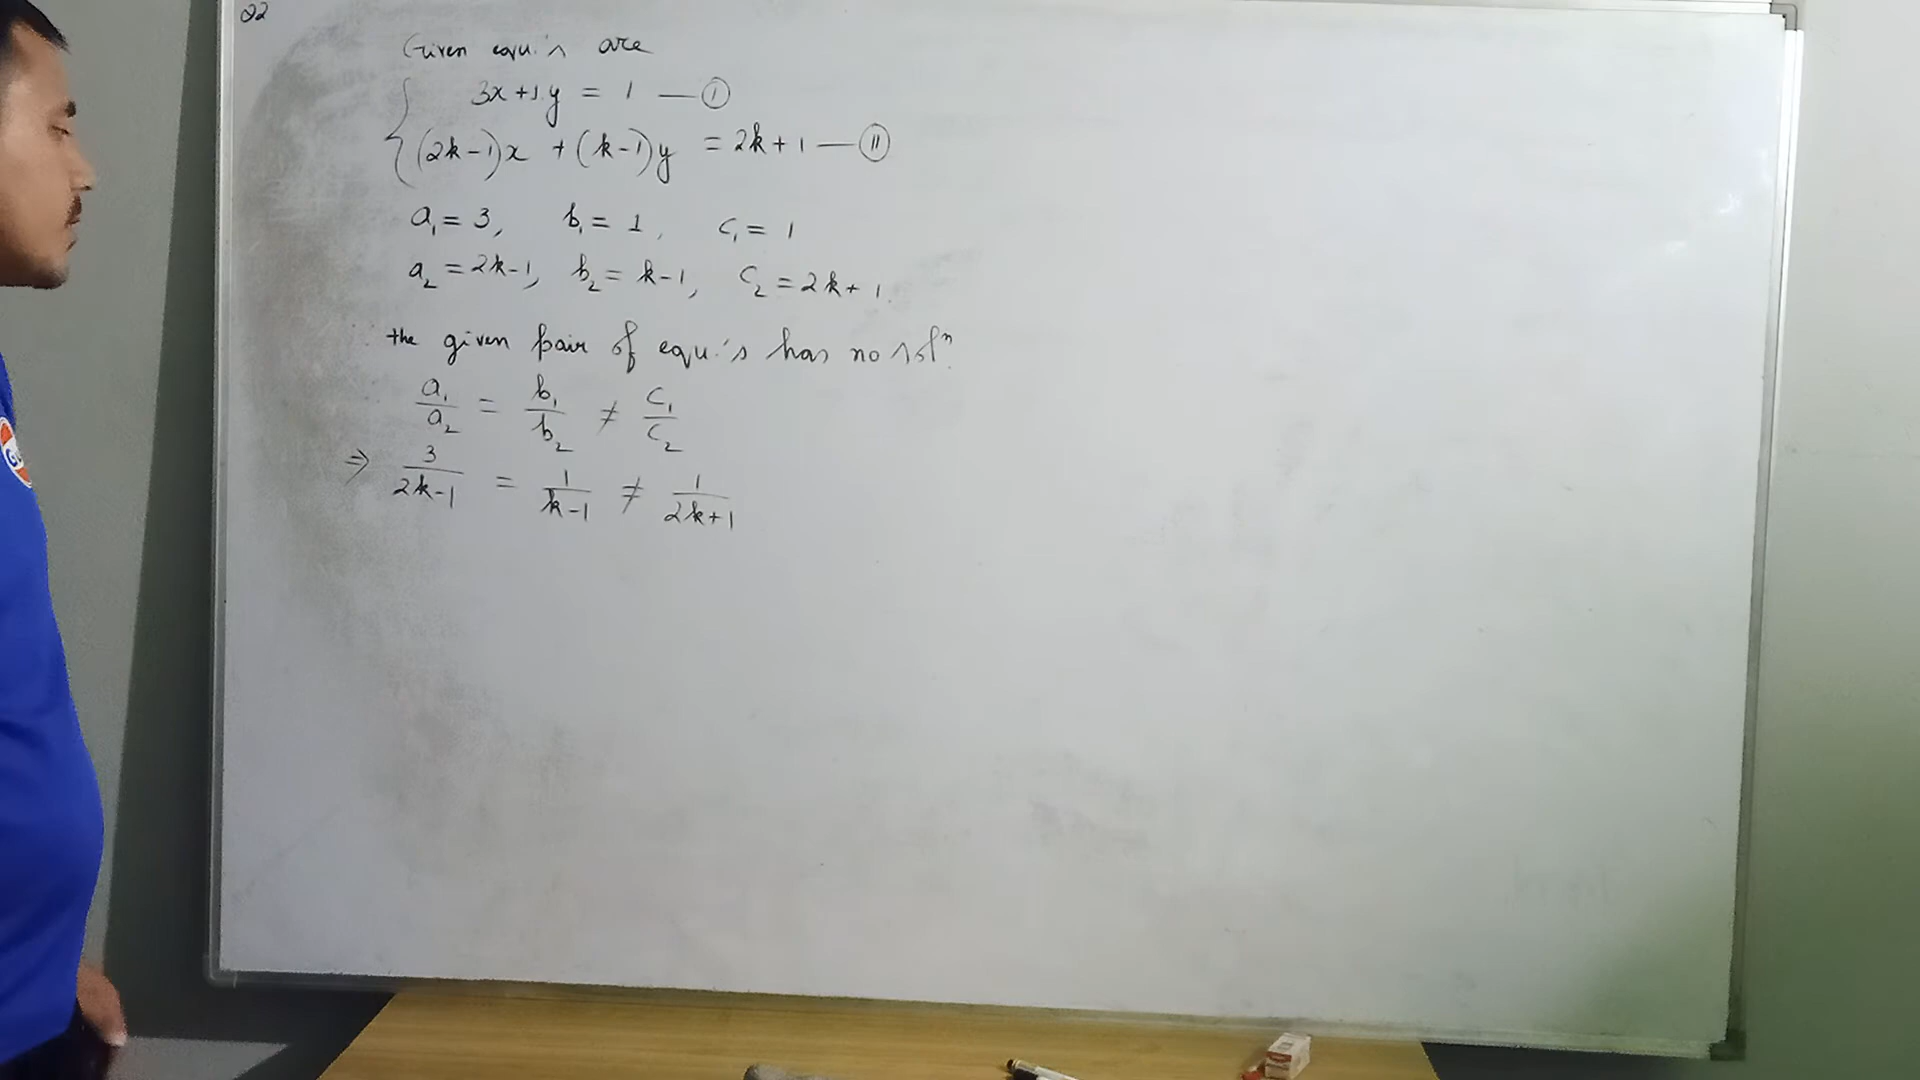 Q2
Given equ.'s are
3x + 1.y = 1 — (I)
(2k-1)x + (k-1)y = 2k+1 — (II)
a₁ = 3, b₁ = 1, c₁ = 1
a₂ = 2k-1, b₂ = k-1, c₂ = 2k+1.
the given pair of equ.'s has no solⁿ.
a₁/a₂ = b₁/b₂ ≠ c₁/c₂
⇒ 3/(2k-1) = 1/(k-1) ≠ 1/(2k+1)